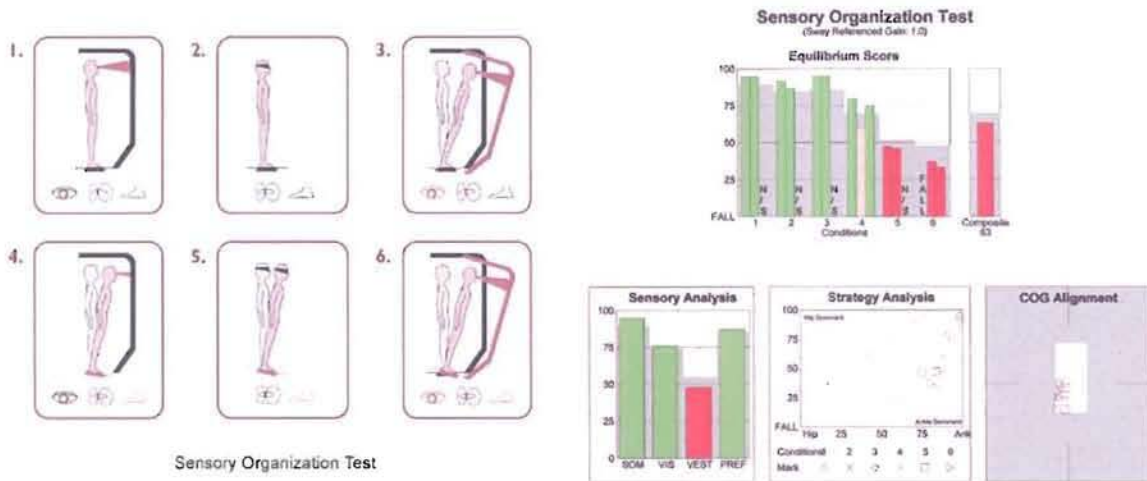 1.
2.
3.
4.
5.
6.
Sensory Organization Test
Sensory Organization Test
(Sway Referenced Gain: 1.0)
Equilibrium Score
100
75
50
25
FALL
N/S
N/S
N/S
N/S
FALL
1 2 3 4 5 6
Conditions
Composite
63
Sensory Analysis
100
75
50
25
0
SOM VIS VEST PREF
Strategy Analysis
100
Hip Dominant
75
50
25
FALL
Ankle Dominant
Hip 25 50 75
Conditions 2 3 4 5 6
Mark
COG Alignment